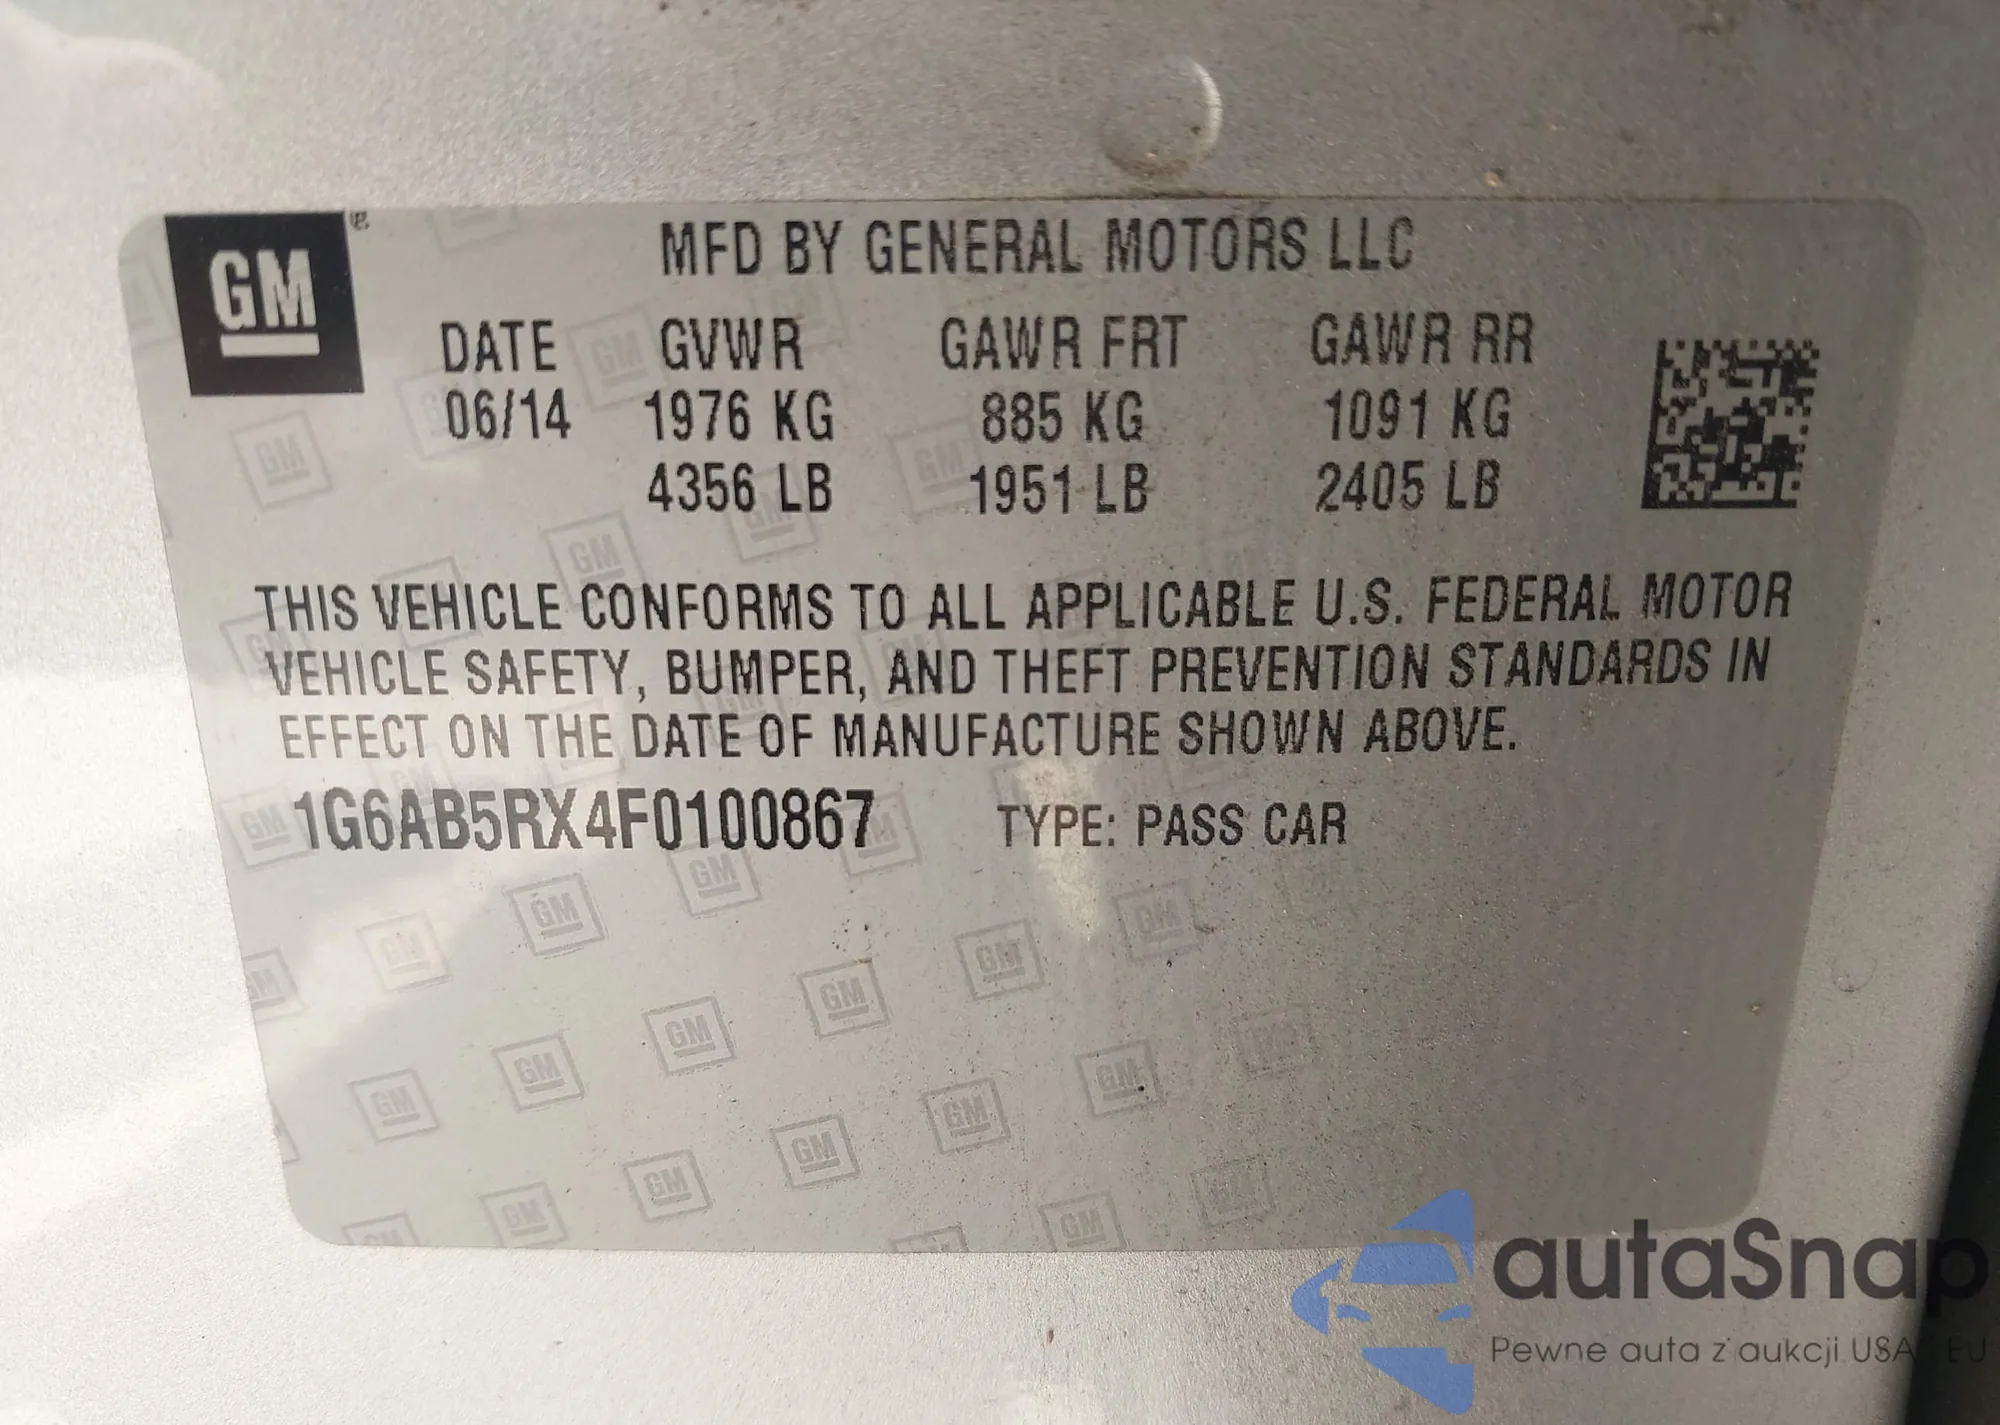 GM
MFD BY GENERAL MOTORS LLC
DATE GVWR GAWR FRT GAWR RR
06/14 1976 KG 885 KG 1091 KG
4356 LB 1951 LB 2405 LB
THIS VEHICLE CONFORMS TO ALL APPLICABLE U.S. FEDERAL MOTOR
VEHICLE SAFETY, BUMPER, AND THEFT PREVENTION STANDARDS IN
EFFECT ON THE DATE OF MANUFACTURE SHOWN ABOVE.
1G6AB5RX4F0100867 TYPE: PASS CAR
autaSnap
Pewne auta z aukcji USA EU